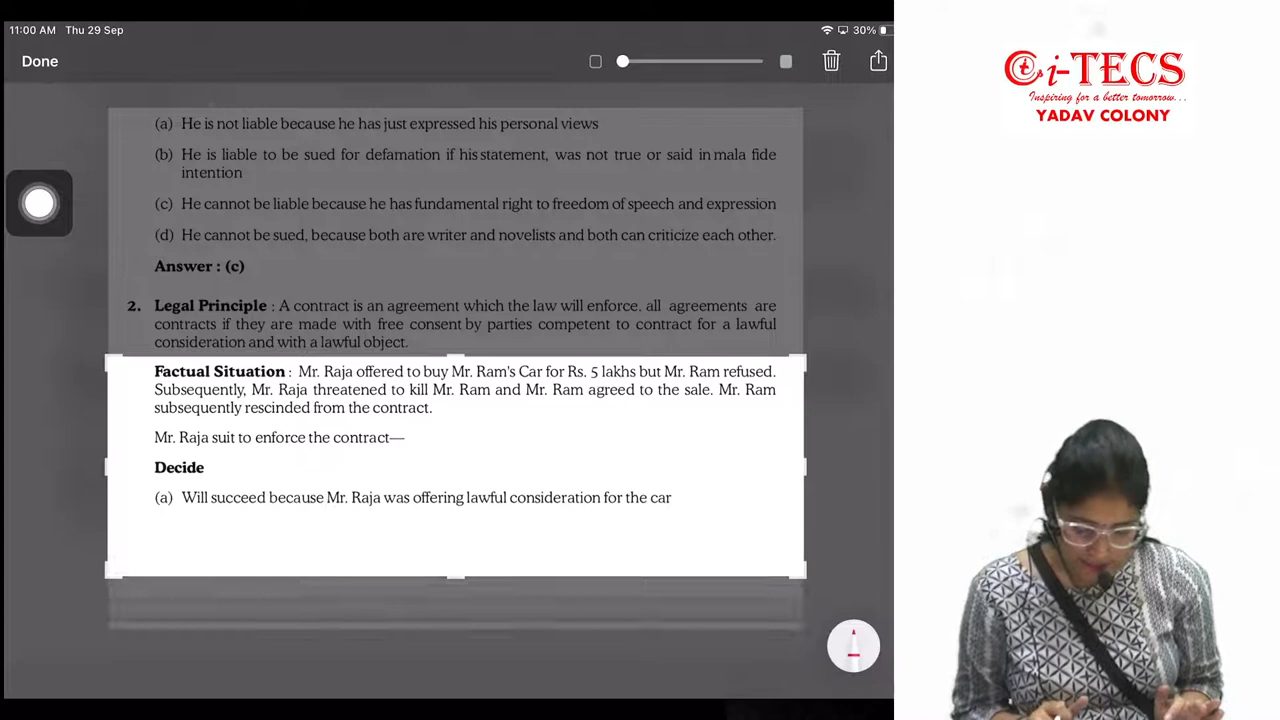 11:00 AM Thu 29 Sep
30%
Done
(a) He is not liable because he has just expressed his personal views
(b) He is liable to be sued for defamation if his statement, was not true or said in mala fide
intention
(c) He cannot be liable because he has fundamental right to freedom of speech and expression
(d) He cannot be sued, because both are writer and novelists and both can criticize each other.
Answer : (c)
2. Legal Principle : A contract is an agreement which the law will enforce. all agreements are
contracts if they are made with free consent by parties competent to contract for a lawful
consideration and with a lawful object.
Factual Situation : Mr. Raja offered to buy Mr. Ram's Car for Rs. 5 lakhs but Mr. Ram refused.
Subsequently, Mr. Raja threatened to kill Mr. Ram and Mr. Ram agreed to the sale. Mr. Ram
subsequently rescinded from the contract.
Mr. Raja suit to enforce the contract—
Decide
(a) Will succeed because Mr. Raja was offering lawful consideration for the car
i-TECS
Inspiring for a better tomorrow...
YADAV COLONY